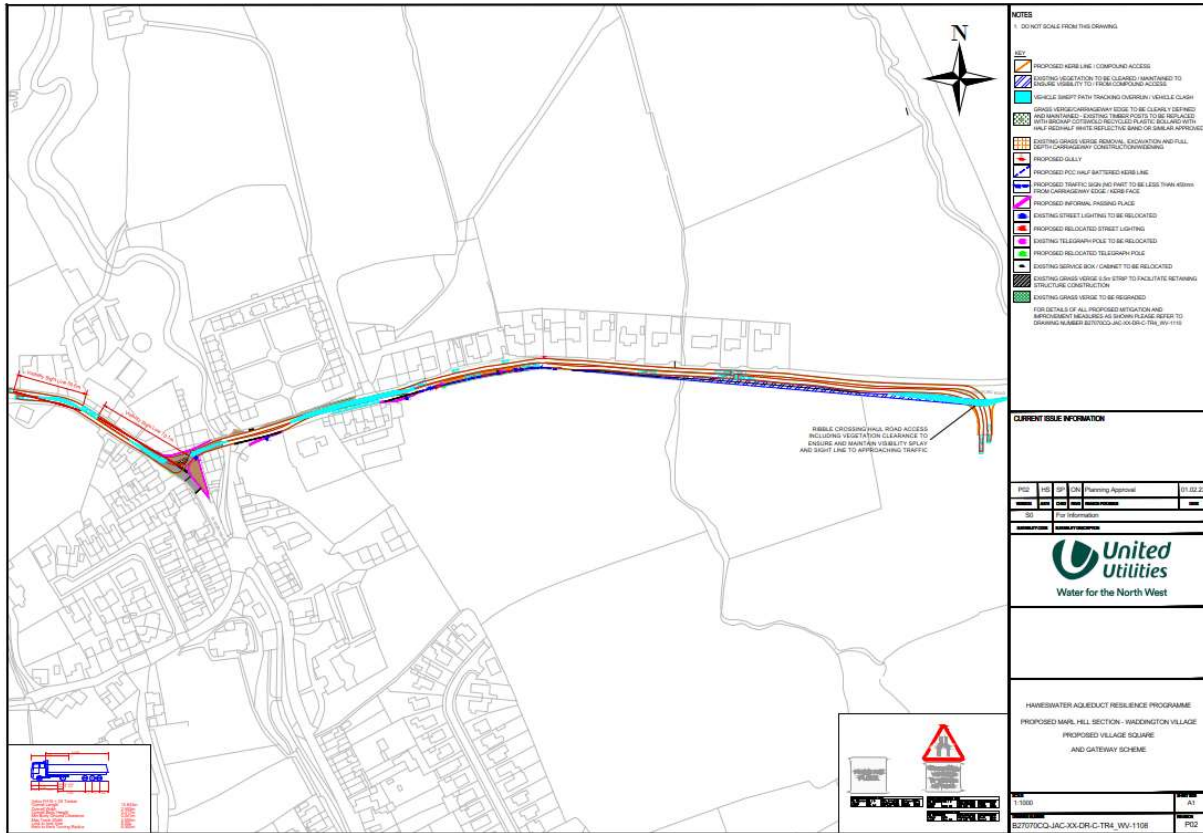 NOTES
1. DO NOT SCALE FROM THIS DRAWING
KEY
PROPOSED KERB LINE / COMPOUND ACCESS
EXISTING VEGETATION TO BE CLEARED / MAINTAINED TO
ENSURE VISIBILITY TO / FROM COMPOUND ACCESS
VEHICLE SWEPT PATH TRACKING OVERRUN / VEHICLE CLASH
GRASS VERGE/CARRIAGEWAY EDGE TO BE CLEARLY DEFINED
AND MAINTAINED - EXISTING TIMBER POSTS TO BE REPLACED
WITH BROXAP COTSWOLD RECYCLED PLASTIC BOLLARD WITH
HALF RED/HALF WHITE REFLECTIVE BAND OR SIMILAR APPROVED
EXISTING GRASS VERGE REMOVAL, EXCAVATION AND FULL
DEPTH CARRIAGEWAY CONSTRUCTION/WIDENING
PROPOSED GULLY
PROPOSED PCC HALF BATTERED KERB LINE
PROPOSED TRAFFIC SIGN (NO PART TO BE LESS THAN 450mm
FROM CARRIAGEWAY EDGE / KERB FACE
PROPOSED INFORMAL PASSING PLACE
EXISTING STREET LIGHTING TO BE RELOCATED
PROPOSED RELOCATED STREET LIGHTING
EXISTING TELEGRAPH POLE TO BE RELOCATED
PROPOSED RELOCATED TELEGRAPH POLE
EXISTING SERVICE BOX / CABINET TO BE RELOCATED
EXISTING GRASS VERGE 0.5m STRIP TO FACILITATE RETAINING
STRUCTURE CONSTRUCTION
EXISTING GRASS VERGE TO BE REGRADED
FOR DETAILS OF ALL PROPOSED MITIGATION AND
IMPROVEMENT MEASURES AS SHOWN PLEASE REFER TO
DRAWING NUMBER B27070CQ-JAC-XX-DR-C-TR4_WV-1110
N
RIBBLE CROSSING HAUL ROAD ACCESS
INCLUDING VEGETATION CLEARANCE TO
ENSURE AND MAINTAIN VISIBILITY SPLAY
AND SIGHT LINE TO APPROACHING TRAFFIC
CURRENT ISSUE INFORMATION
P02 HS SP Planning Approval
S0 For Information
United
Utilities
Water for the North West
HAWESWATER AQUEDUCT RESILIENCE PROGRAMME
PROPOSED MARL HILL SECTION - WADDINGTON VILLAGE
PROPOSED VILLAGE SQUARE
AND GATEWAY SCHEME
1:1000 A1
B27070CQ-JAC-XX-DR-C-TR4_WV-1108 P02